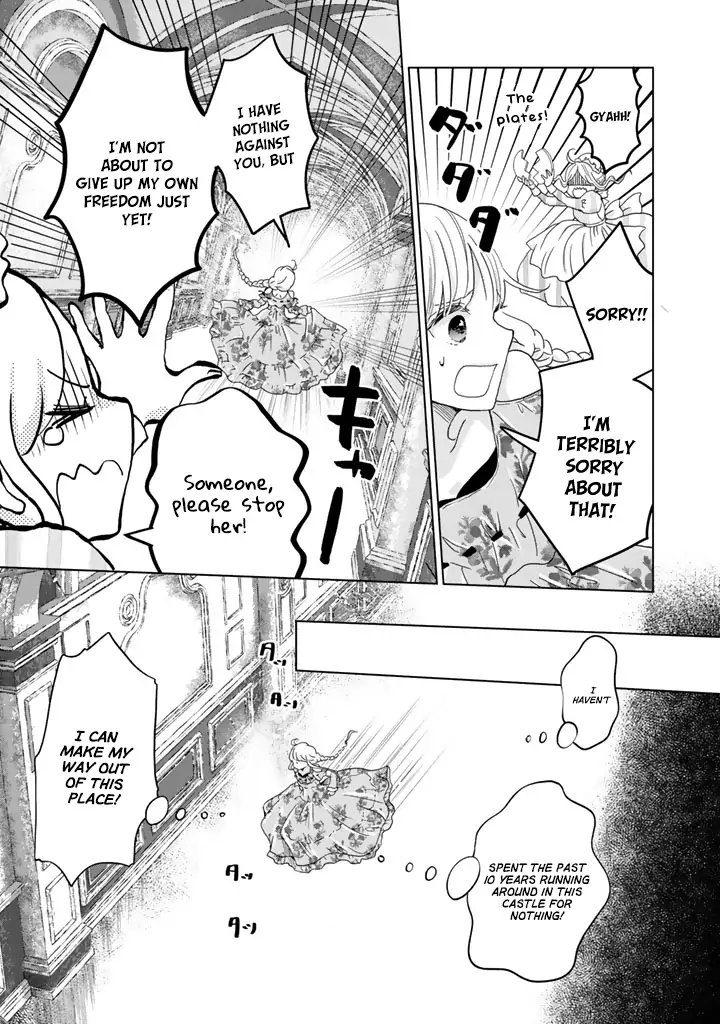 GYAHH!
The
plates!
ダダダダ
SORRY!!
I'M
TERRIBLY
SORRY
ABOUT
THAT!
I HAVE
NOTHING
AGAINST
YOU, BUT
I'M NOT
ABOUT TO
GIVE UP MY OWN
FREEDOM JUST
YET!
キャー
Someone,
please stop
her!
I
HAVEN'T
SPENT THE PAST
10 YEARS RUNNING
AROUND IN THIS
CASTLE FOR
NOTHING!
タッ
タッ
タッ
タッ
I CAN
MAKE MY
WAY OUT
OF THIS
PLACE!